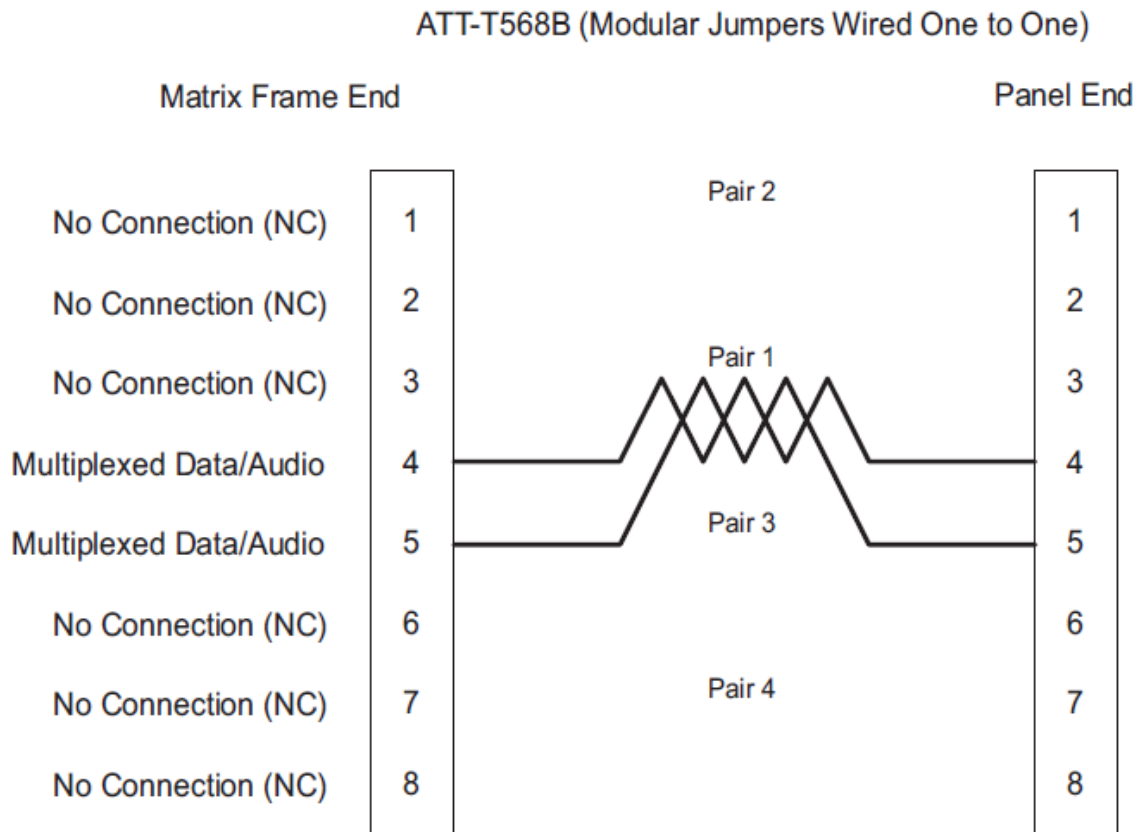 ATT-T568B (Modular Jumpers Wired One to One)
Matrix Frame End
Panel End
Pair 2
No Connection (NC) 1 1
No Connection (NC) 2 2
Pair 1
No Connection (NC) 3 3
Multiplexed Data/Audio 4 4
Pair 3
Multiplexed Data/Audio 5 5
No Connection (NC) 6 6
Pair 4
No Connection (NC) 7 7
No Connection (NC) 8 8